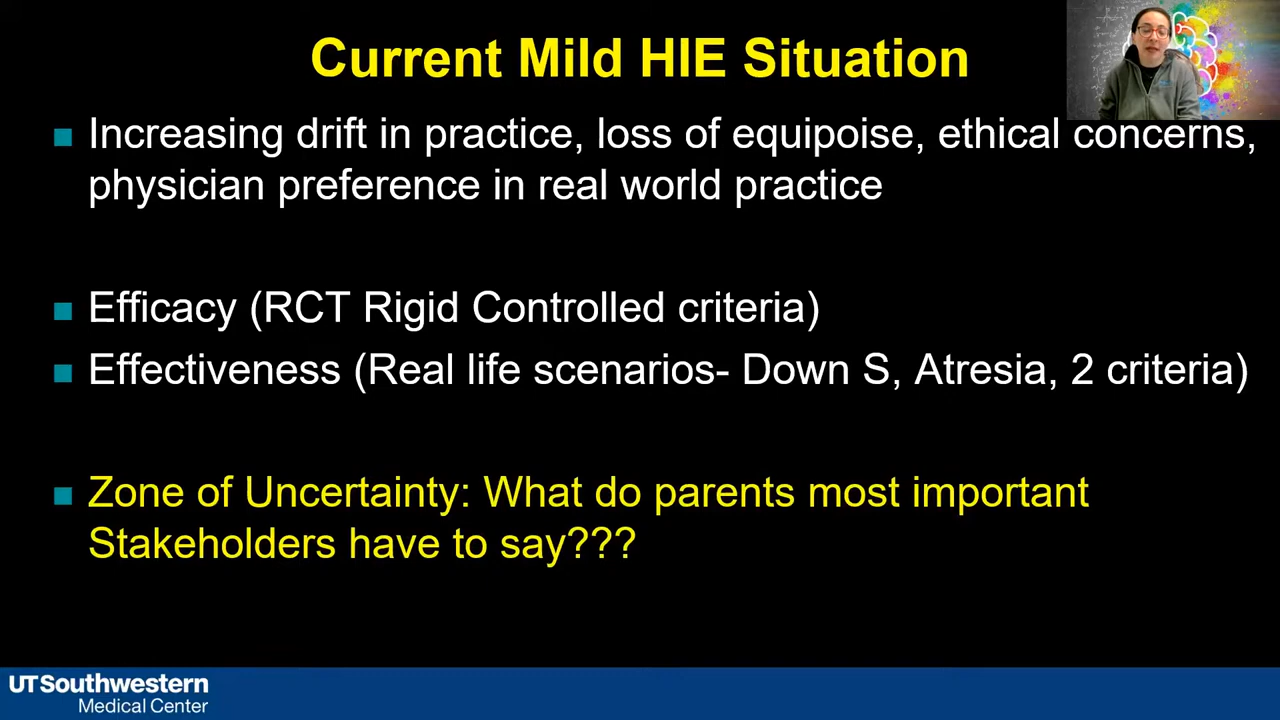 Current Mild HIE Situation
Increasing drift in practice, loss of equipoise, ethical concerns,
physician preference in real world practice
Efficacy (RCT Rigid Controlled criteria)
Effectiveness (Real life scenarios- Down S, Atresia, 2 criteria)
Zone of Uncertainty: What do parents most important
Stakeholders have to say???
UTSouthwestern
Medical Center